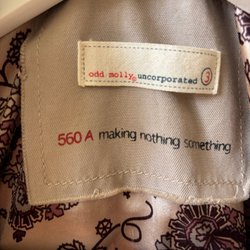 odd molly® uncorporated 3
560 A making nothing something